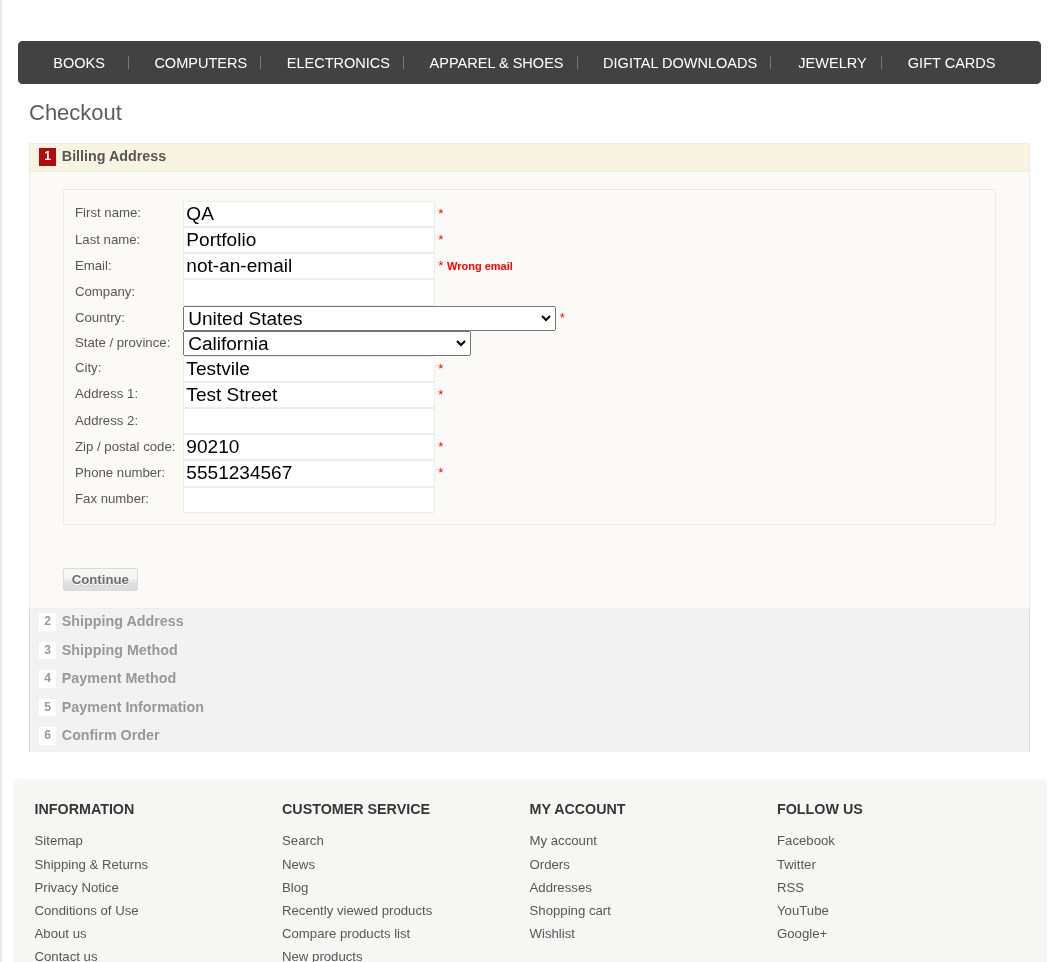 BOOKS COMPUTERS ELECTRONICS APPAREL & SHOES DIGITAL DOWNLOADS JEWELRY GIFT CARDS
Checkout
1 Billing Address
First name: QA *
Last name: Portfolio *
Email: not-an-email * Wrong email
Company:
Country: United States *
State / province: California
City: Testvile *
Address 1: Test Street *
Address 2:
Zip / postal code: 90210 *
Phone number: 5551234567 *
Fax number:
Continue
2 Shipping Address
3 Shipping Method
4 Payment Method
5 Payment Information
6 Confirm Order
INFORMATION CUSTOMER SERVICE MY ACCOUNT FOLLOW US
Sitemap Search My account Facebook
Shipping & Returns News Orders Twitter
Privacy Notice Blog Addresses RSS
Conditions of Use Recently viewed products Shopping cart YouTube
About us Compare products list Wishlist Google+
Contact us New products